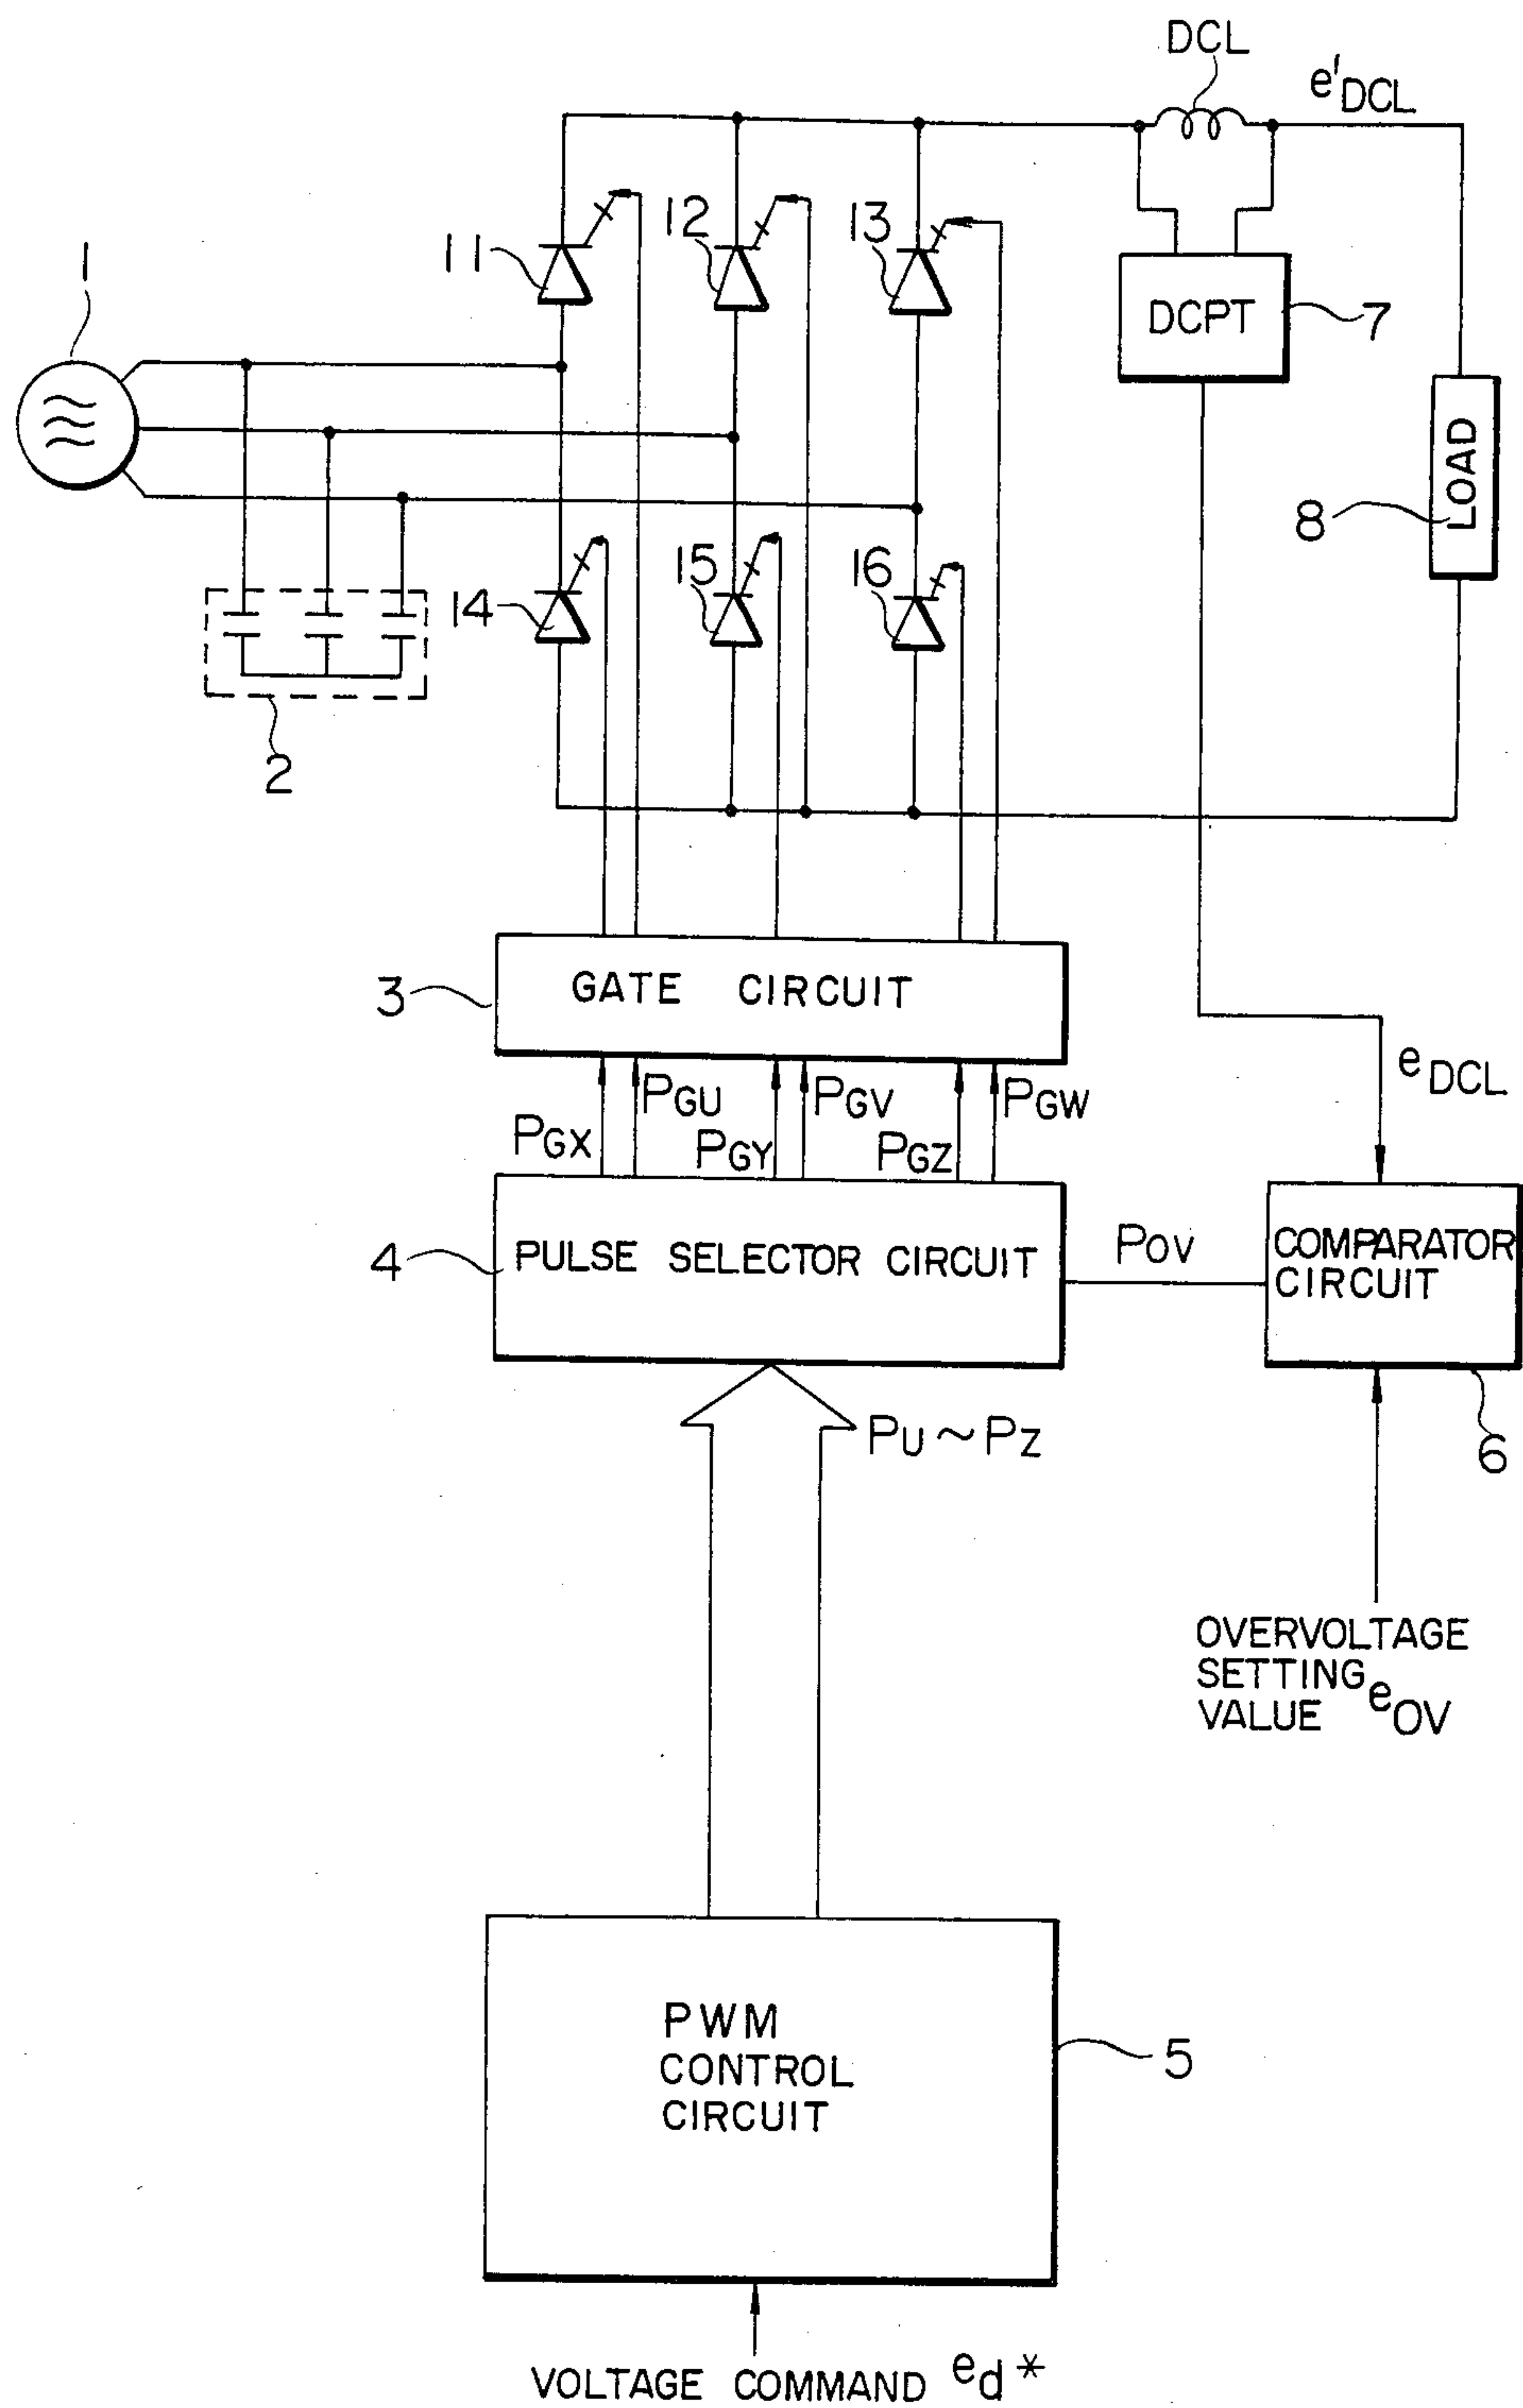 DCL
e'DCL
1
11
12
13
DCPT
7
LOAD
8
14
15
16
2
3
GATE CIRCUIT
eDCL
PGX
PGU
PGY
PGV
PGZ
PGW
4
PULSE SELECTOR CIRCUIT
POV
COMPARATOR
CIRCUIT
6
PU ~ PZ
OVERVOLTAGE
SETTING
VALUE eOV
PWM
CONTROL
CIRCUIT
5
VOLTAGE COMMAND ed*